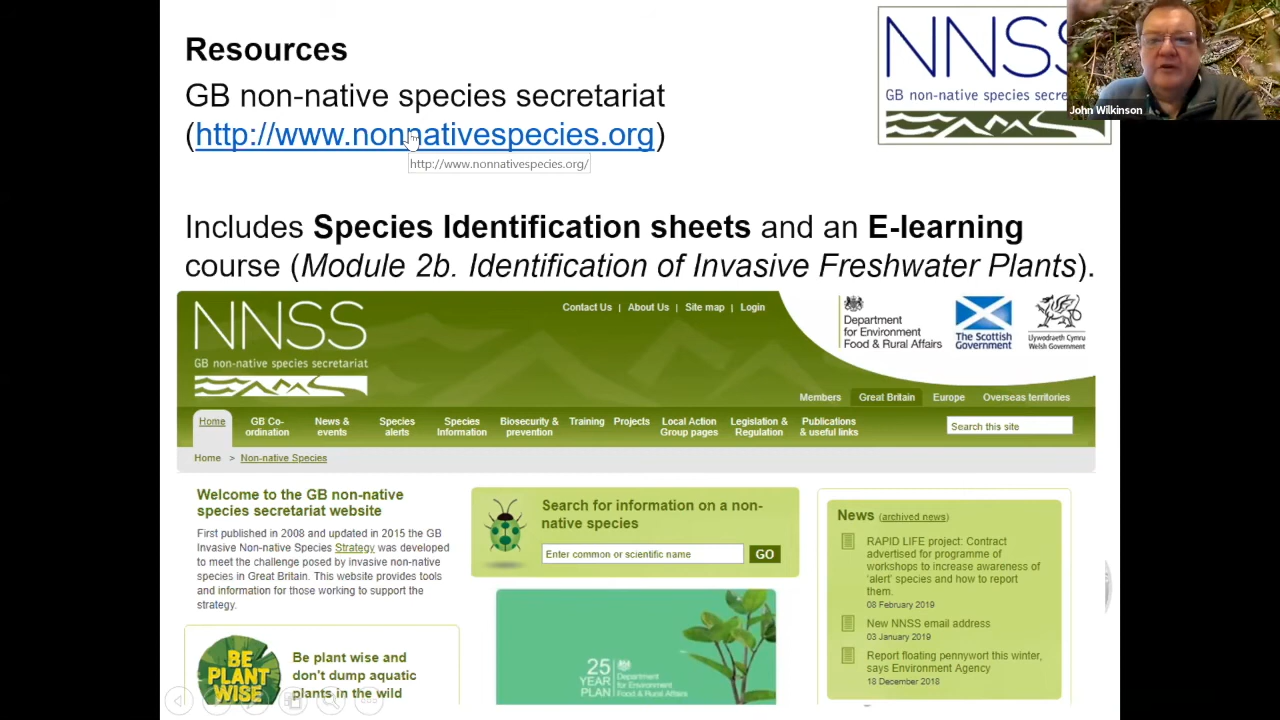 Resources
GB non-native species secretariat
(http://www.nonnativespecies.org)
http://www.nonnativespecies.org/
NNSS
GB non-native species secre
John Wilkinson
Includes Species Identification sheets and an E-learning
course (Module 2b. Identification of Invasive Freshwater Plants).
NNSS
GB non-native species secretariat
Contact Us | About Us | Site map | Login
Department
for Environment
Food & Rural Affairs
The Scottish
Government
Llywodraeth Cymru
Welsh Government
Members Great Britain Europe Overseas territories
Home
GB Co-
ordination
News &
events
Species
alerts
Species
Information
Biosecurity &
prevention
Training
Projects
Local Action
Group pages
Legislation &
Regulation
Publications
& useful links
Search this site
Home > Non-native Species
Welcome to the GB non-native
species secretariat website
First published in 2008 and updated in 2015 the GB
Invasive Non-native Species Strategy was developed
to meet the challenge posed by invasive non-native
species in Great Britain. This website provides tools
and information for those working to support the
strategy.
BE
PLANT
WISE
Be plant wise and
don't dump aquatic
plants in the wild
Search for information on a non-
native species
Enter common or scientific name
GO
25
YEAR
PLAN
Department
for Environment
Food & Rural Affairs
News (archived news)
RAPID LIFE project: Contract
advertised for programme of
workshops to increase awareness of
'alert' species and how to report
them.
08 February 2019
New NNSS email address
03 January 2019
Report floating pennywort this winter,
says Environment Agency
18 December 2018